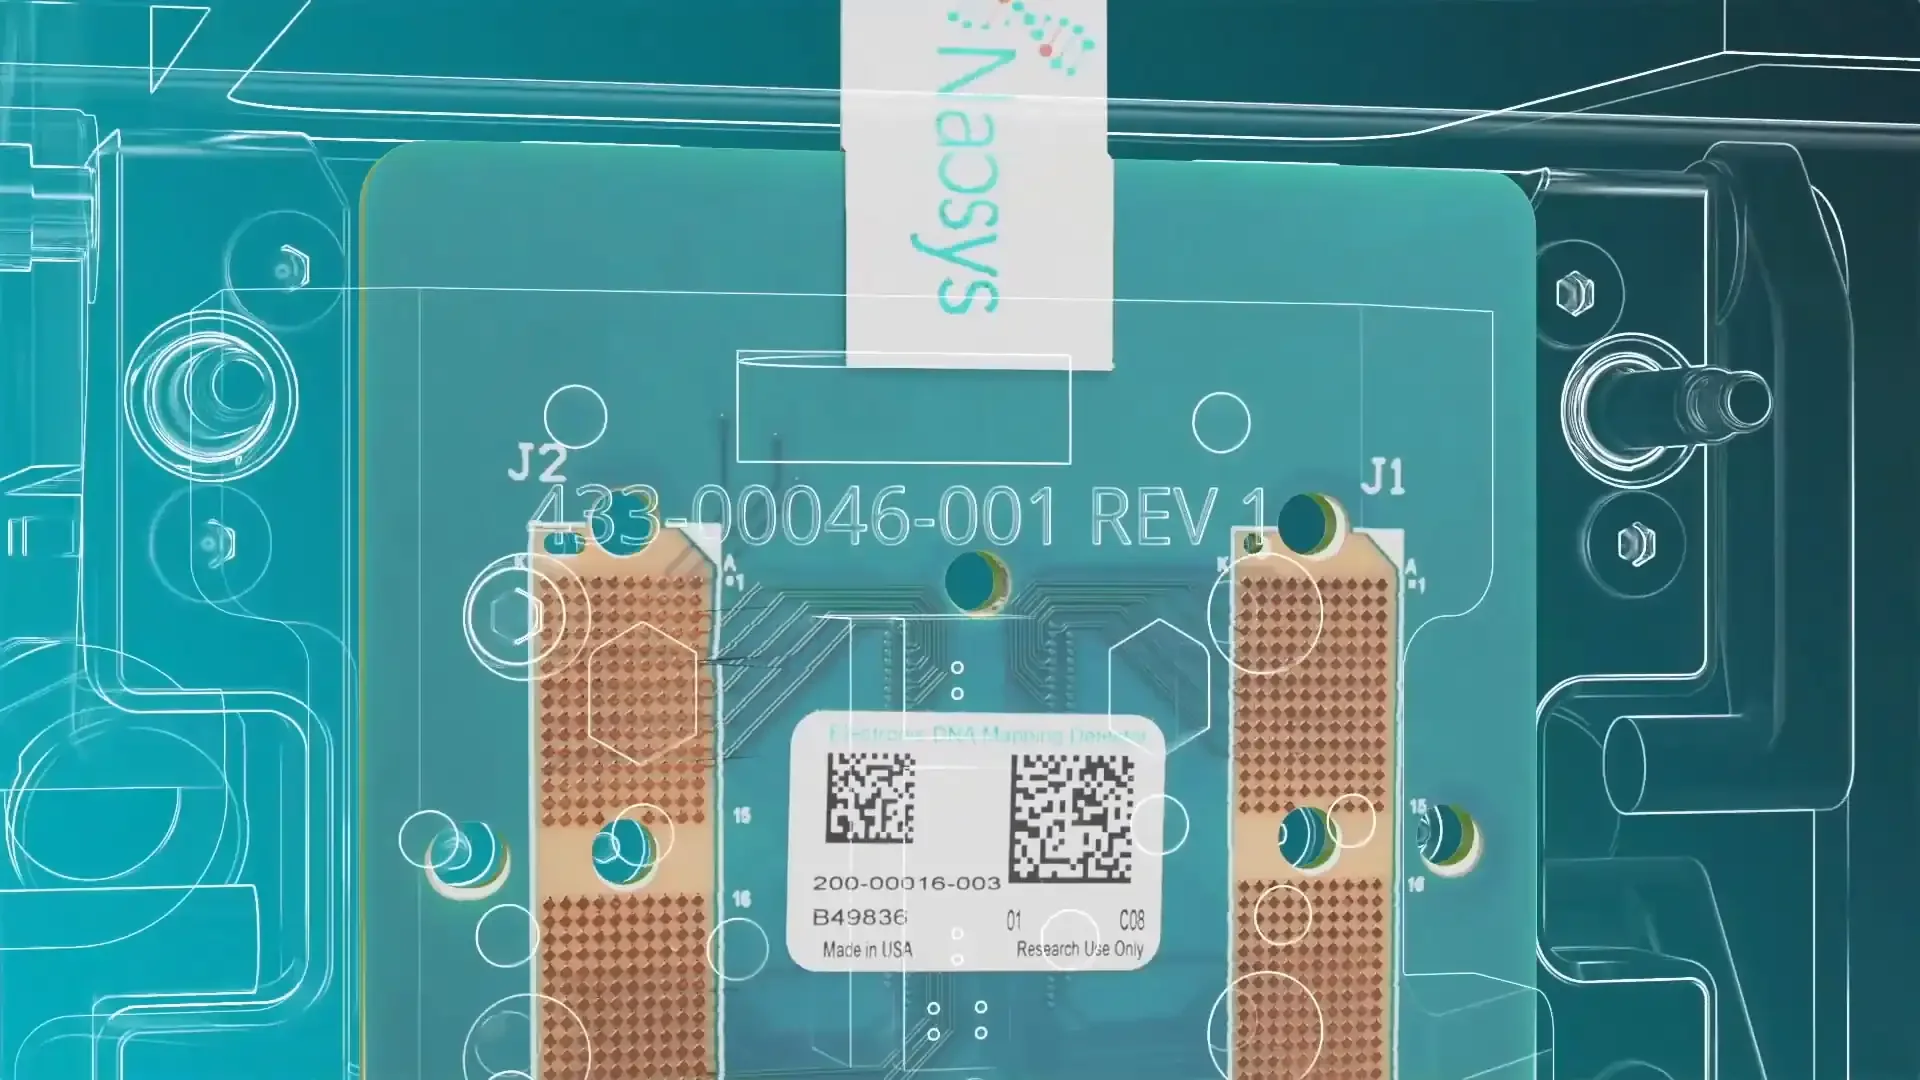 Nabsys
J2
J1
433-00046-001 REV 1
K
A
1
K
A
1
Electronic DNA Mapping Detector
15
15
16
16
200-00016-003
B49836
01
C08
Made in USA
Research Use Only